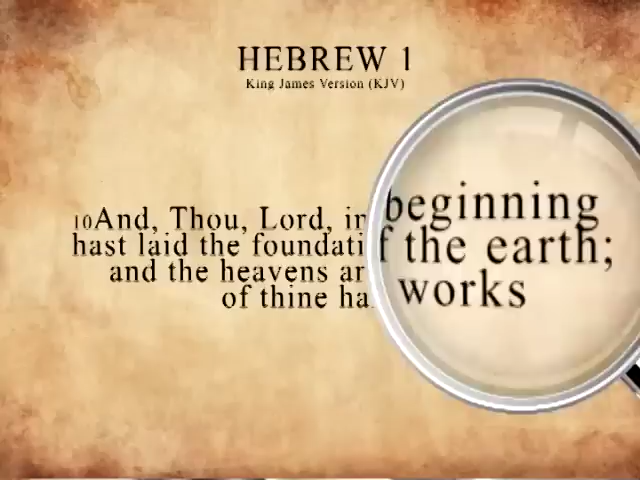 HEBREW 1
King James Version (KJV)
10And, Thou, Lord, in beginning
hast laid the foundati f the earth;
and the heavens ar works
of thine ha